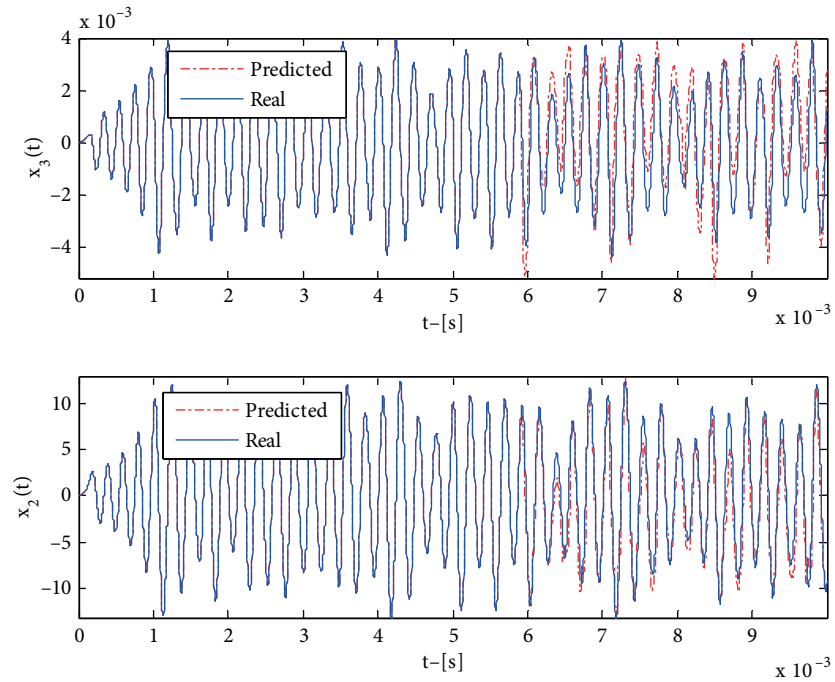 x 10⁻³
4
2
0
−2
−4
x₃(t)
Predicted
Real
0 1 2 3 4 5 6 7 8 9
t–[s]
x 10⁻³
10
5
0
−5
−10
x₂(t)
Predicted
Real
0 1 2 3 4 5 6 7 8 9
t–[s]
x 10⁻³